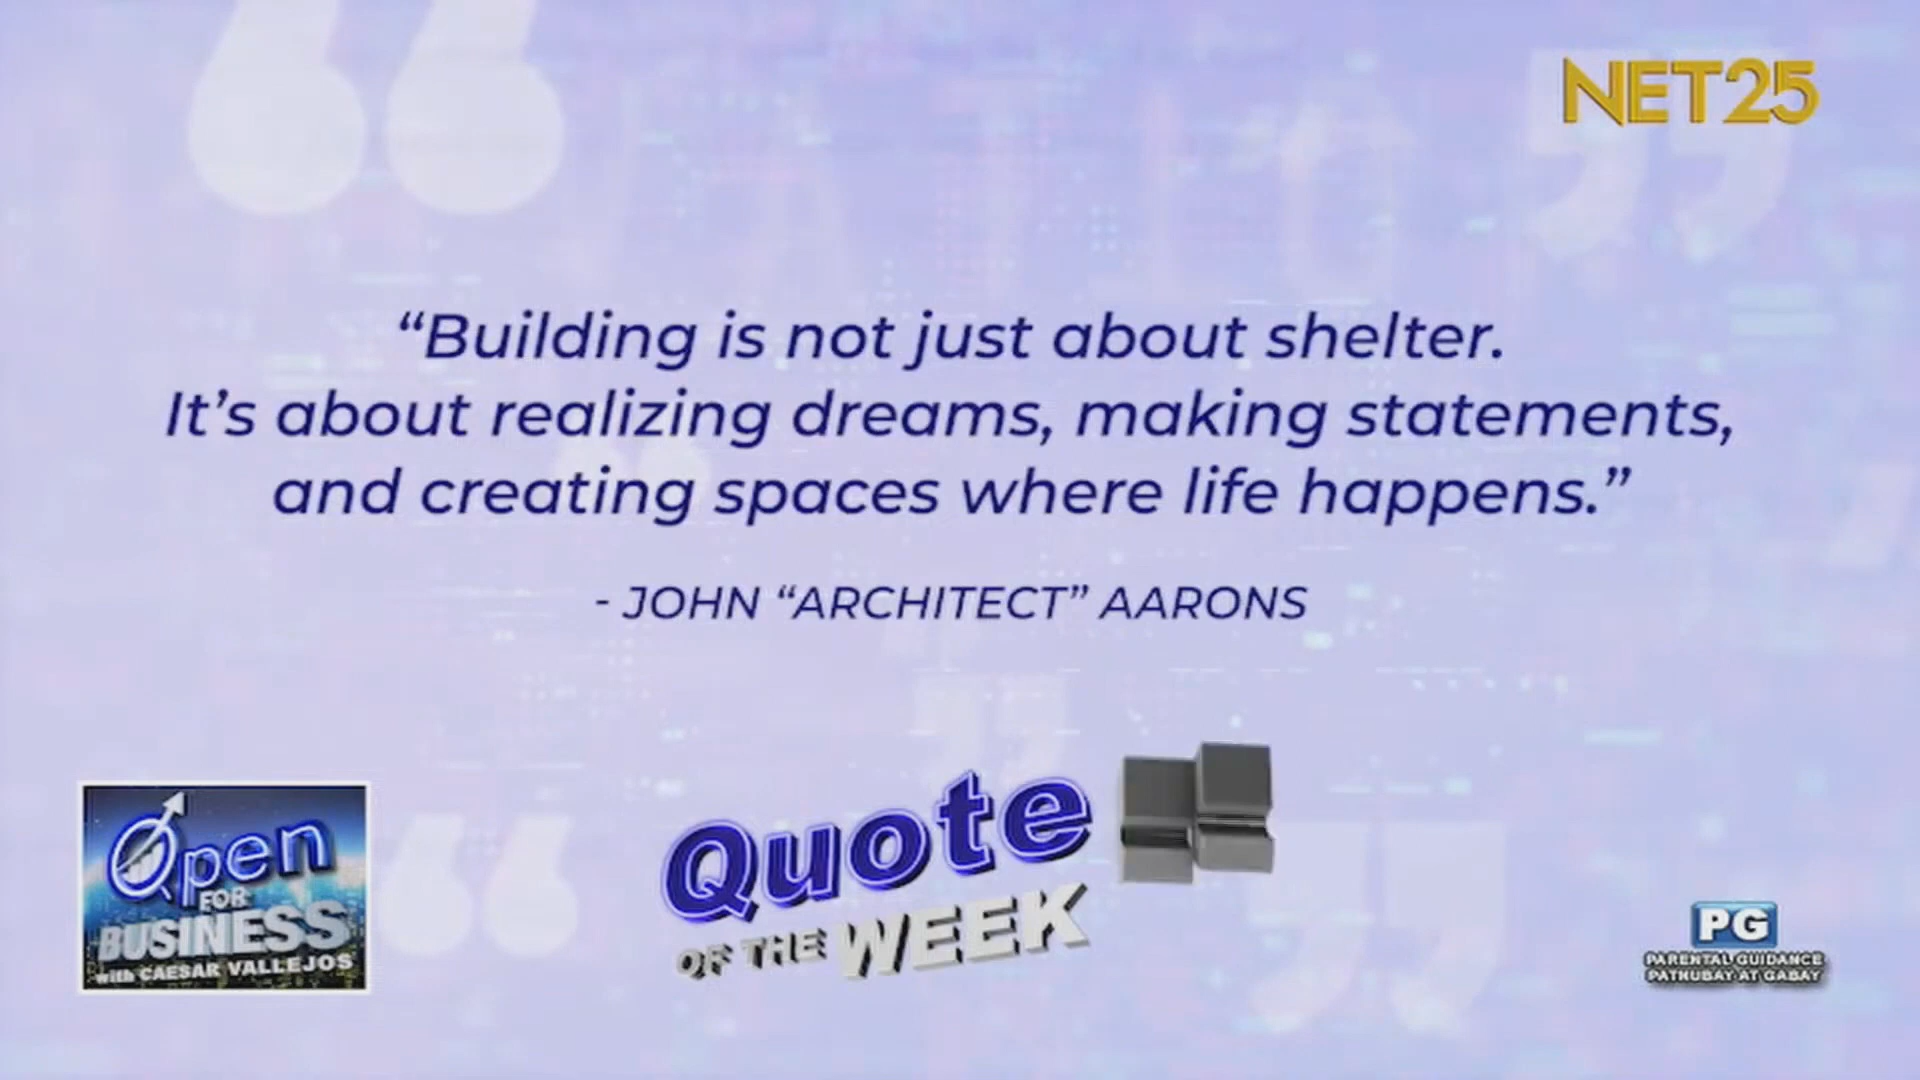 NET25
“Building is not just about shelter.
It’s about realizing dreams, making statements,
and creating spaces where life happens.”
- JOHN “ARCHITECT” AARONS
Open
FOR
BUSINESS
with CAESAR VALLEJOS
Quote
OF THE WEEK
PG
PARENTAL GUIDANCE
PATNUBAY AT GABAY